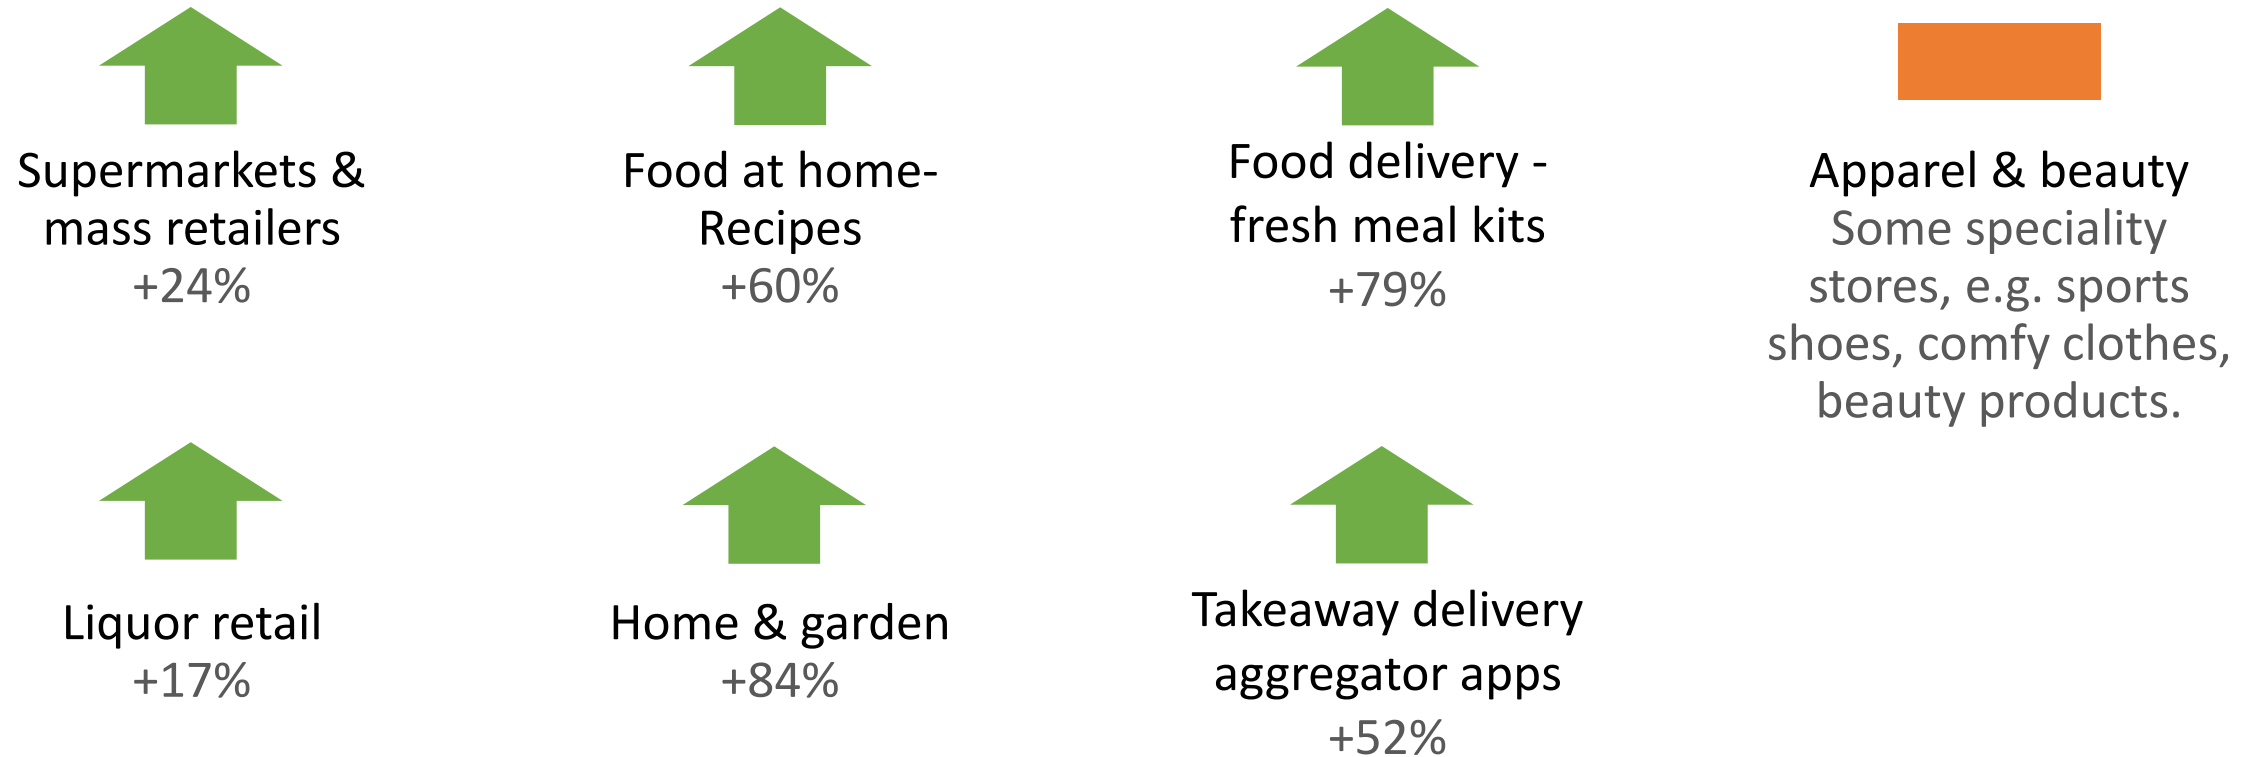 Supermarkets &
mass retailers
+24%
Food at home-
Recipes
+60%
Food delivery -
fresh meal kits
+79%
Apparel & beauty
Some speciality
stores, e.g. sports
shoes, comfy clothes,
beauty products.
Liquor retail
+17%
Home & garden
+84%
Takeaway delivery
aggregator apps
+52%